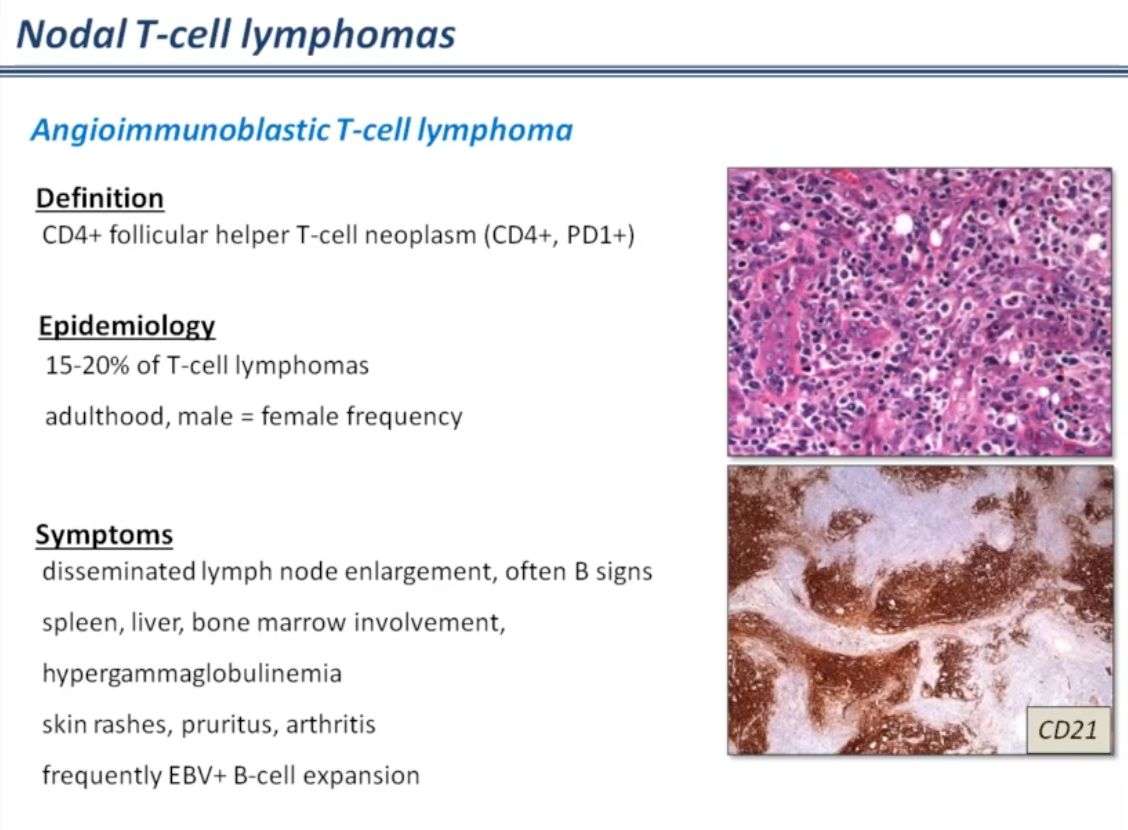 Nodal T-cell lymphomas
Angioimmunoblastic T-cell lymphoma
Definition
CD4+ follicular helper T-cell neoplasm (CD4+, PD1+)
Epidemiology
15-20% of T-cell lymphomas
adulthood, male = female frequency
Symptoms
disseminated lymph node enlargement, often B signs
spleen, liver, bone marrow involvement,
hypergammaglobulinemia
skin rashes, pruritus, arthritis
frequently EBV+ B-cell expansion
CD21